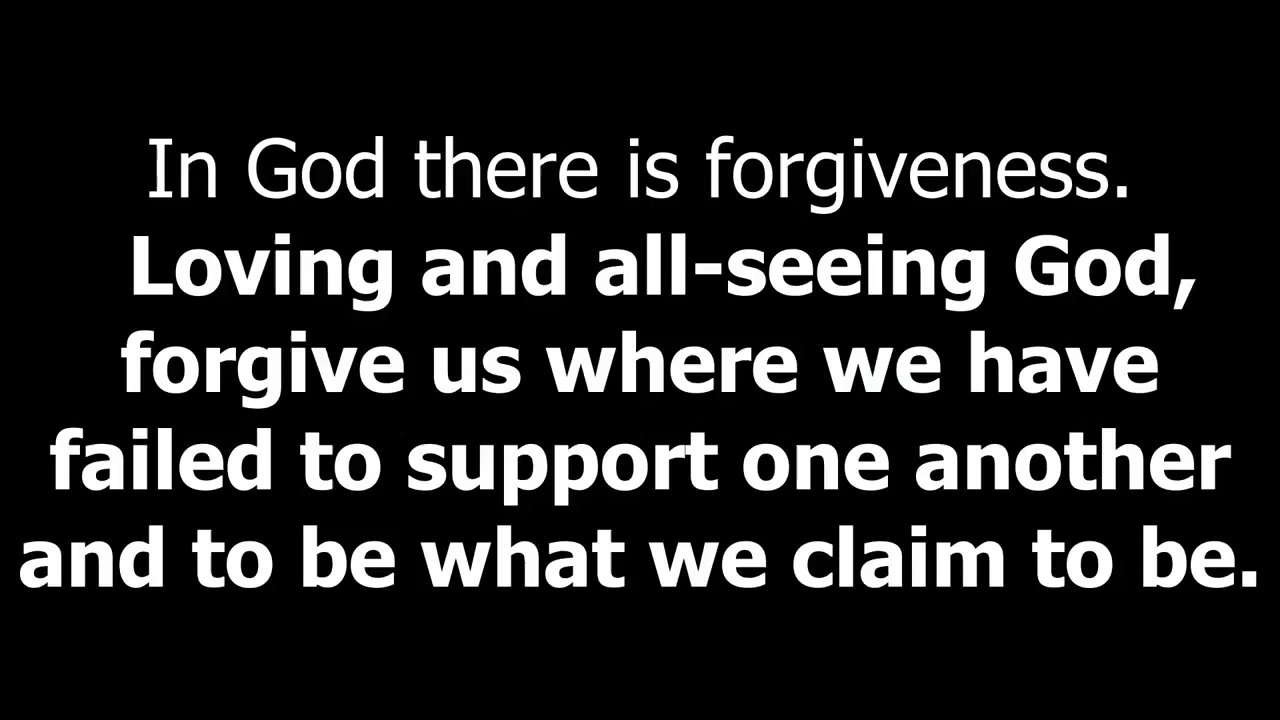 In God there is forgiveness.
Loving and all-seeing God,
forgive us where we have
failed to support one another
and to be what we claim to be.